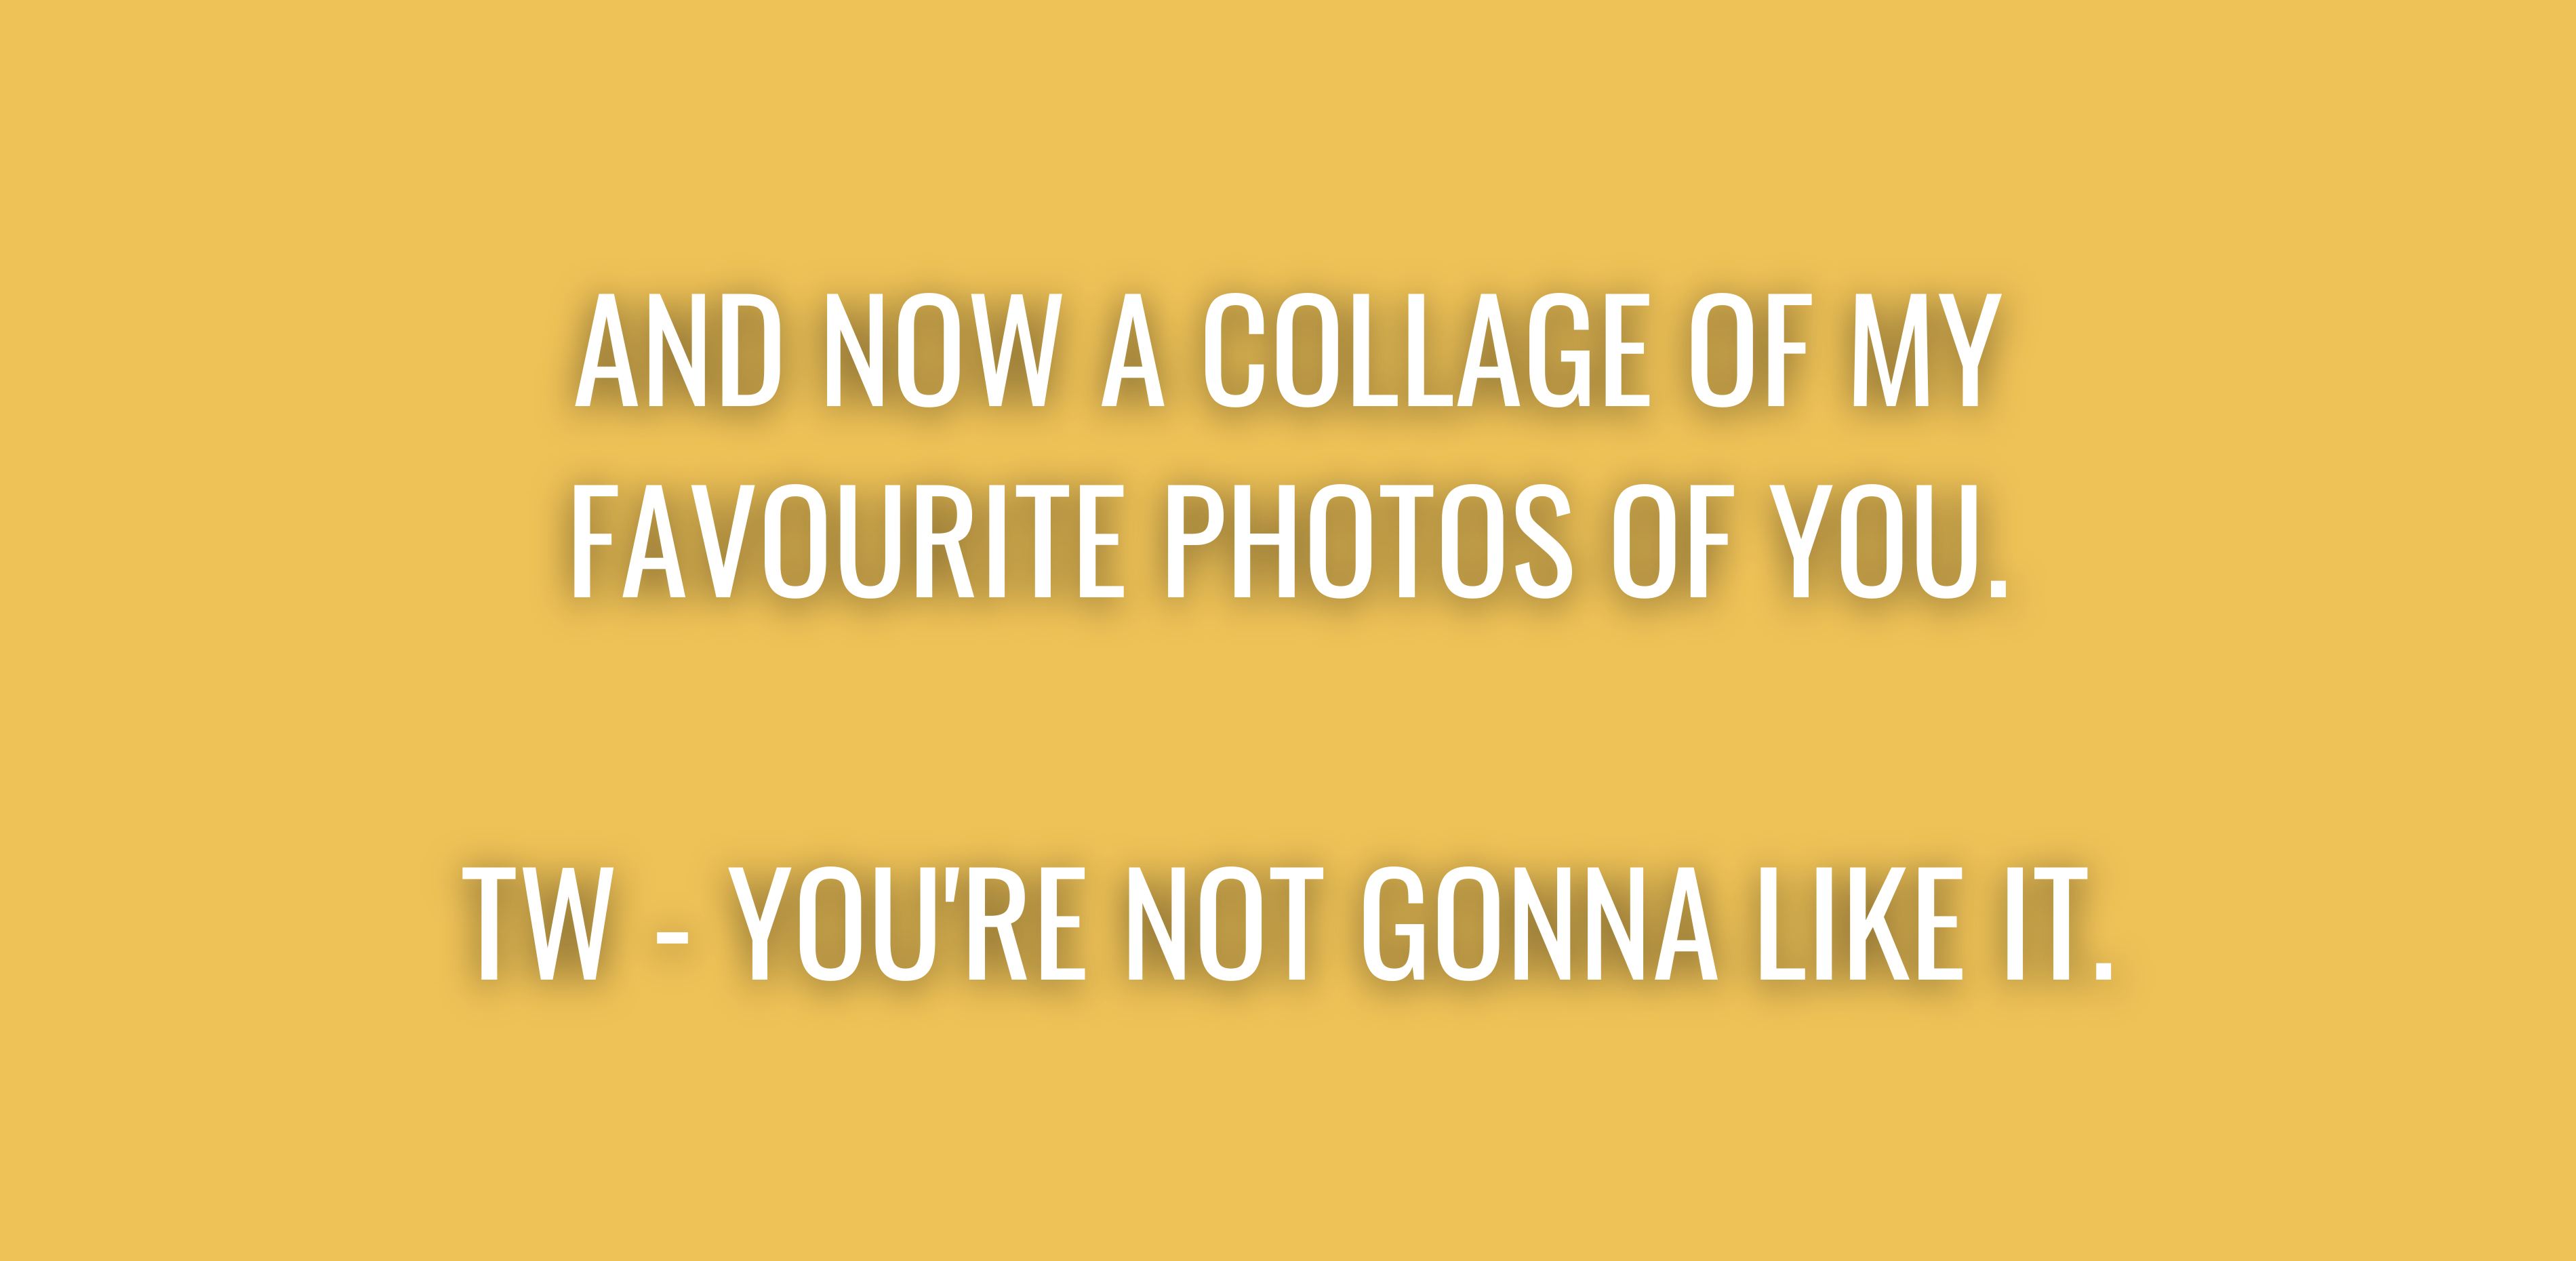 AND NOW A COLLAGE OF MY
FAVOURITE PHOTOS OF YOU.
TW - YOU'RE NOT GONNA LIKE IT.